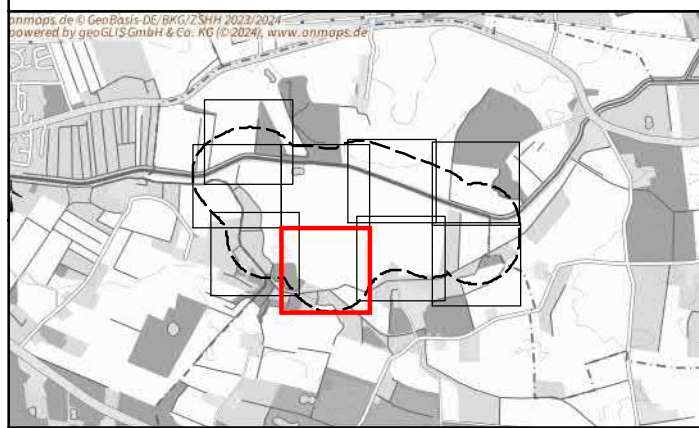 onmaps.de © GeoBasis-DE/BKG/ZSHH 2023/2024
powered by geoGLIS GmbH & Co. KG (©2024), www.onmaps.de